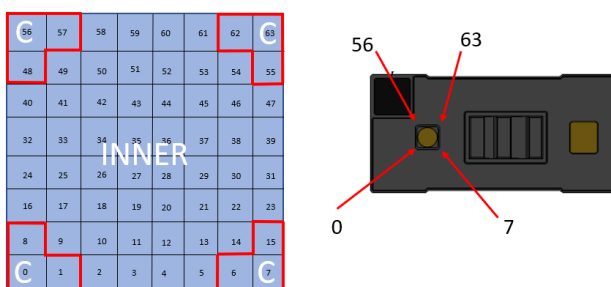 C C
56 57 58 59 60 61 62 63
48 49 50 51 52 53 54 55
40 41 42 43 44 45 46 47
32 33 34 35 36 37 38 39
INNER
24 25 26 27 28 29 30 31
16 17 18 19 20 21 22 23
8 9 10 11 12 13 14 15
C C
0 1 2 3 4 5 6 7
56 63
0 7